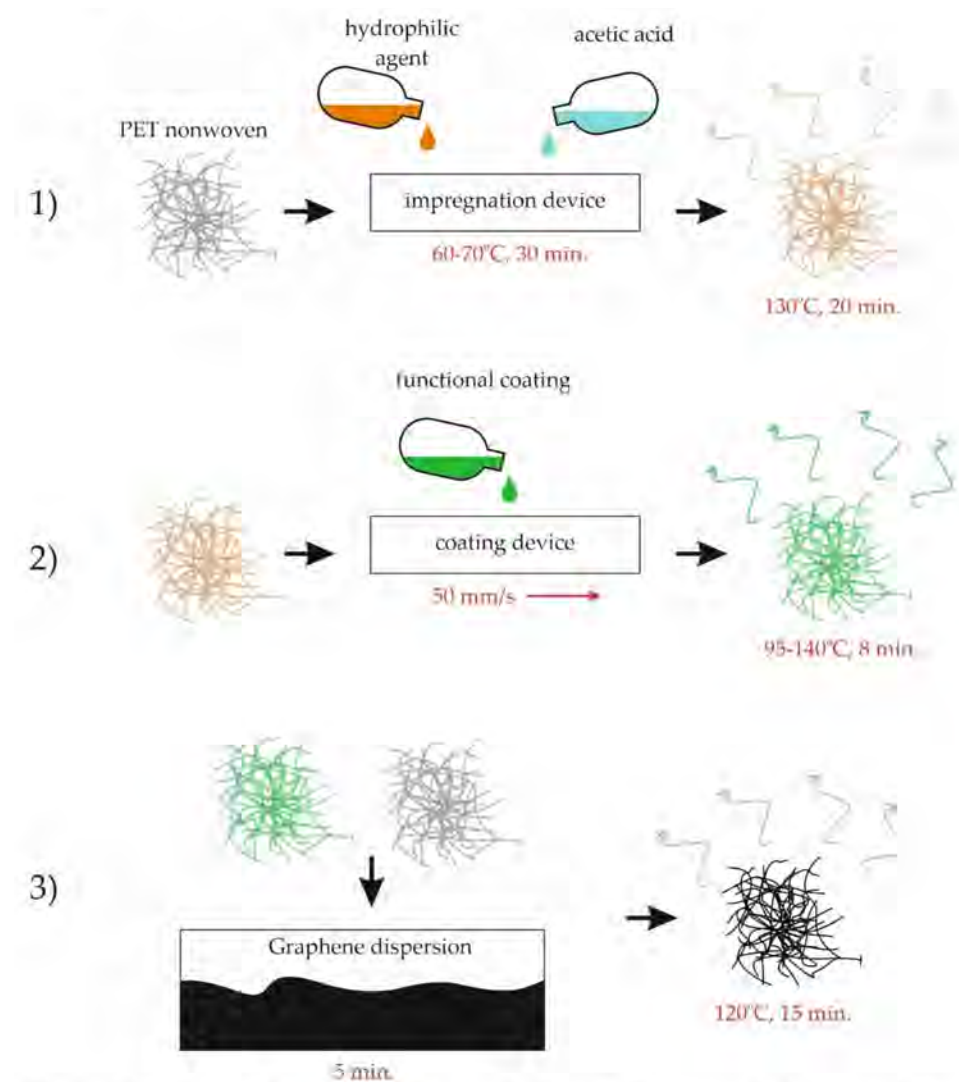 hydrophilic
agent
acetic acid
PET nonwoven
1)
impregnation device
60-70°C, 30 min.
130°C, 20 min.
functional coating
2)
coating device
50 mm/s
95-140°C, 8 min.
3)
Graphene dispersion
120°C, 15 min.
5 min.